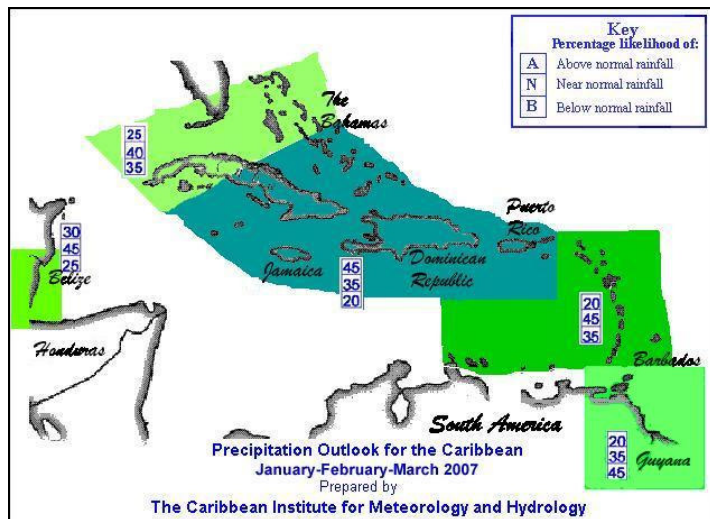 Key
Percentage likelihood of:
A Above normal rainfall
N Near normal rainfall
B Below normal rainfall
The
Bahamas
25
40
35
Puerto
Rico
30
45
25
Belize
Jamaica
Dominican
Republic
45
35
20
20
45
35
Honduras
Barbados
South America
20
35
45
Guyana
Precipitation Outlook for the Caribbean
January-February-March 2007
Prepared by
The Caribbean Institute for Meteorology and Hydrology